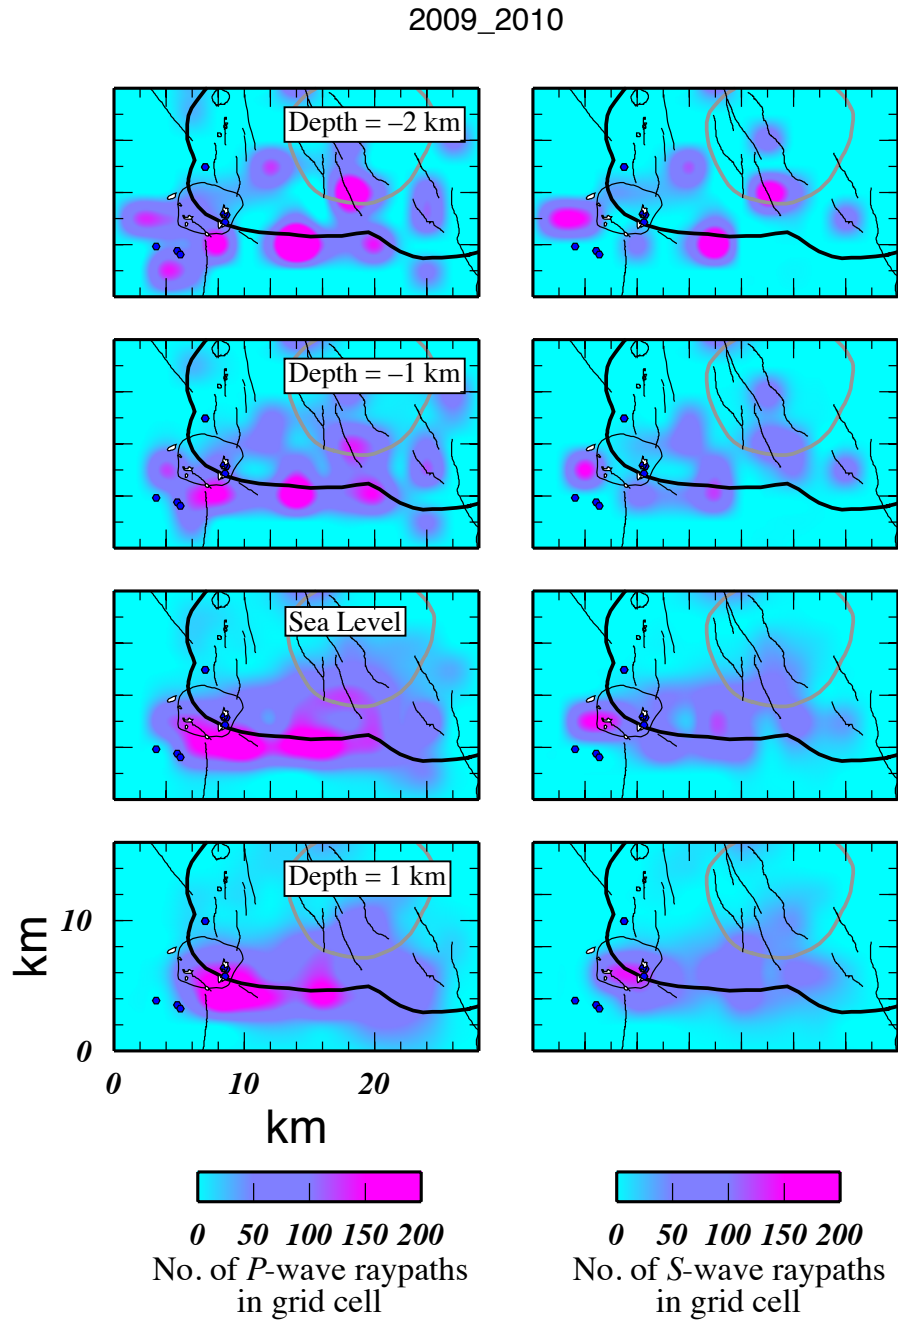 2009_2010
Depth = –2 km
Depth = –1 km
Sea Level
Depth = 1 km
km
10
0
0 10 20
km
0 50 100 150 200 0 50 100 150 200
No. of P-wave raypaths No. of S-wave raypaths
in grid cell in grid cell